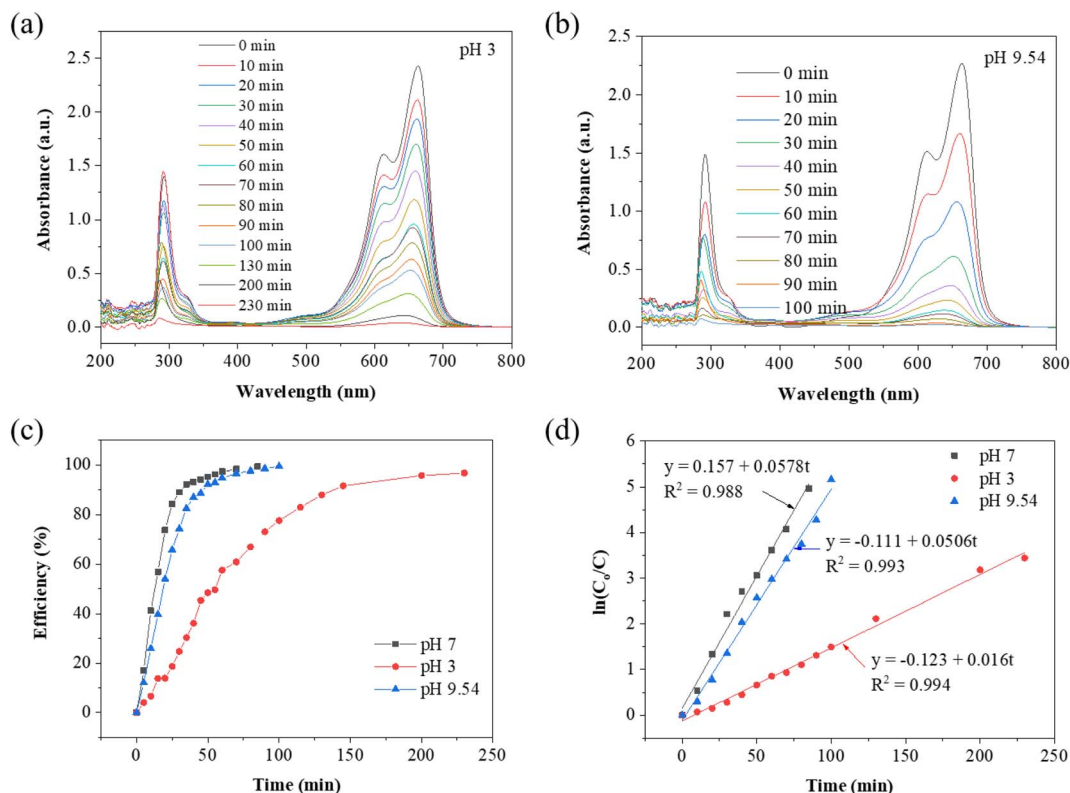 (a)
pH 3
0 min
10 min
20 min
30 min
40 min
50 min
60 min
70 min
80 min
90 min
100 min
130 min
200 min
230 min
Absorbance (a.u.)
2.5
2.0
1.5
1.0
0.5
0.0
200 300 400 500 600 700 800
Wavelength (nm)
(b)
pH 9.54
0 min
10 min
20 min
30 min
40 min
50 min
60 min
70 min
80 min
90 min
100 min
Absorbance (a.u.)
2.5
2.0
1.5
1.0
0.5
0.0
200 300 400 500 600 700 800
Wavelength (nm)
(c)
Efficiency (%)
100
80
60
40
20
0
pH 7
pH 3
pH 9.54
0 50 100 150 200 250
Time (min)
(d)
ln(C₀/C)
6
5
4
3
2
1
0
y = 0.157 + 0.0578t
R² = 0.988
pH 7
pH 3
pH 9.54
y = -0.111 + 0.0506t
R² = 0.993
y = -0.123 + 0.016t
R² = 0.994
0 50 100 150 200 250
Time (min)